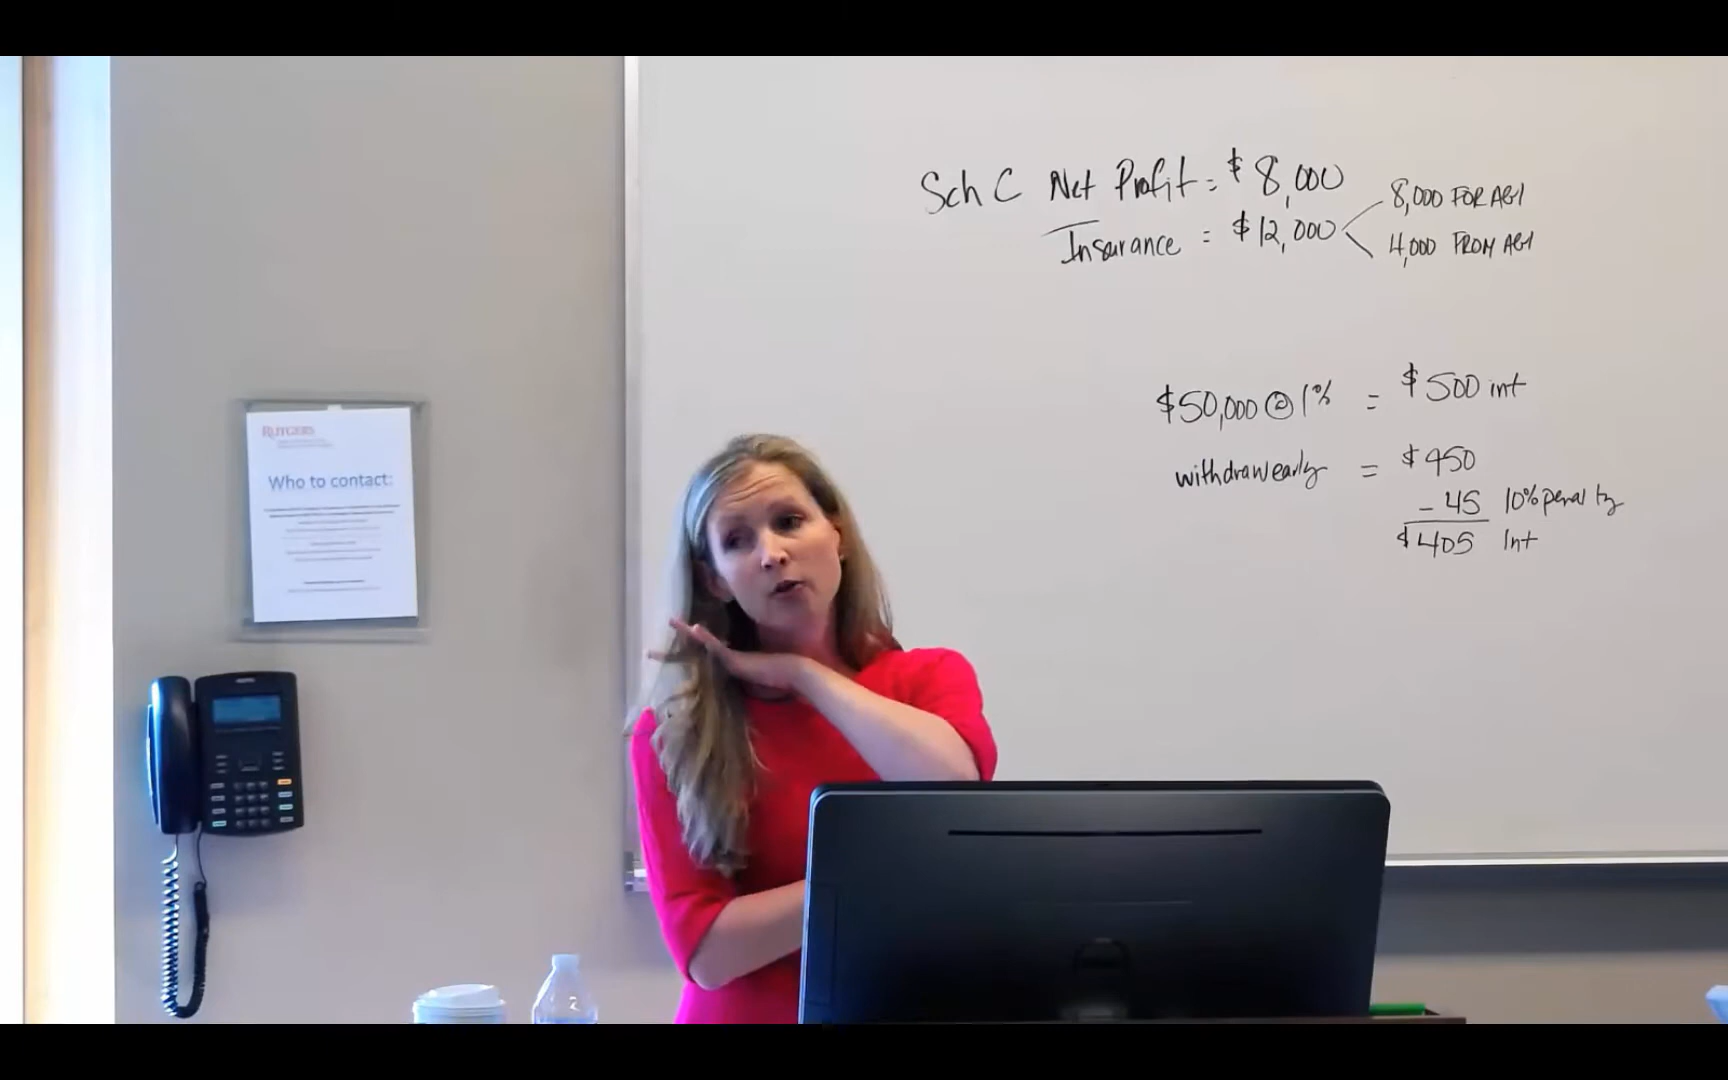 Sch C Net Profit = $8,000
Insurance = $12,000
8,000 FOR AGI
4,000 FROM AGI
$50,000 @ 1% = $500 int
withdraw early = $450
- 45 10% penalty
$405 Int
RUTGERS
Who to contact: